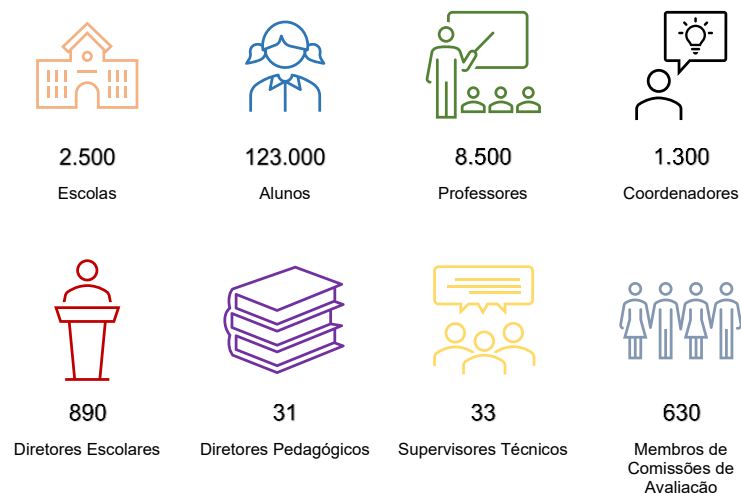 2.500
Escolas
123.000
Alunos
8.500
Professores
1.300
Coordenadores
890
Diretores Escolares
31
Diretores Pedagógicos
33
Supervisores Técnicos
630
Membros de
Comissões de
Avaliação